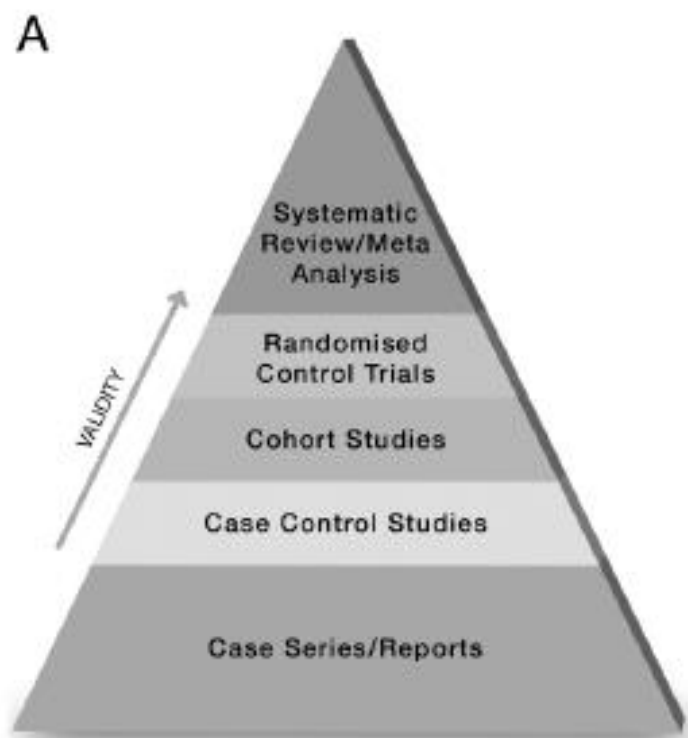 A
Systematic
Review/Meta
Analysis
Randomised
Control Trials
VALIDITY
Cohort Studies
Case Control Studies
Case Series/Reports